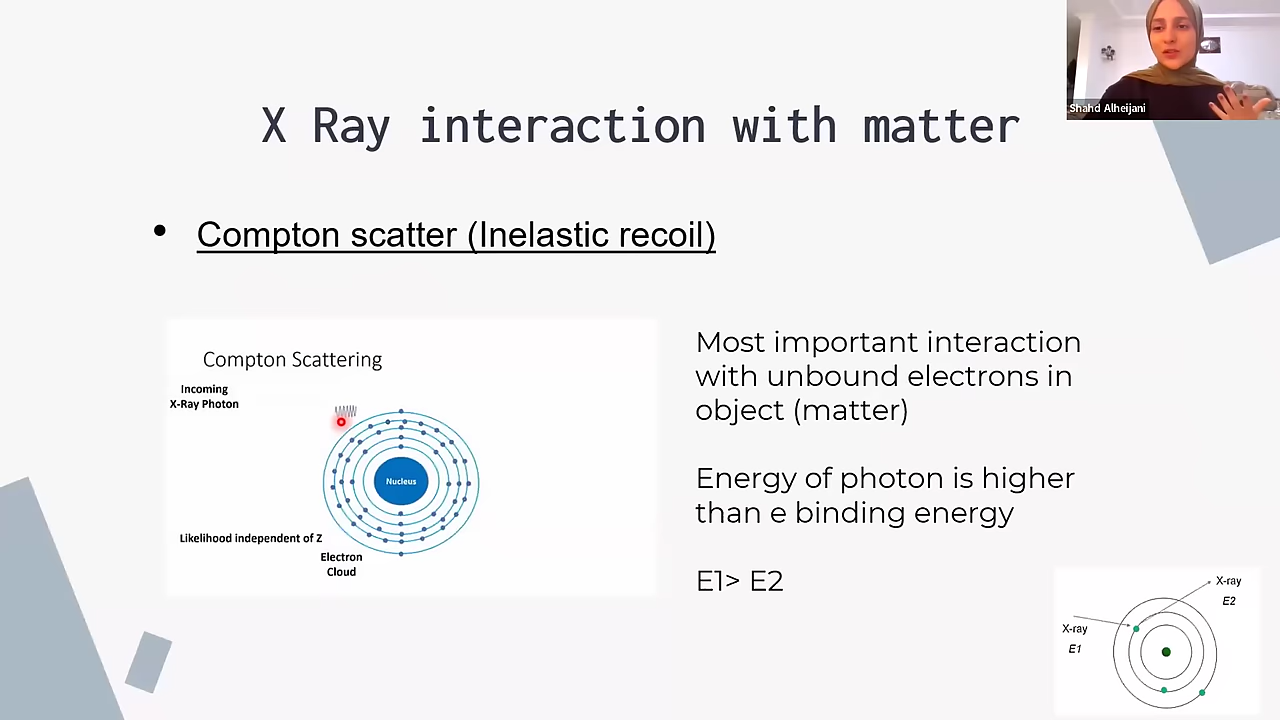 Shahd Alheijani
X Ray interaction with matter
• Compton scatter (Inelastic recoil)
Compton Scattering
Incoming
X-Ray Photon
Nucleus
Likelihood independent of Z
Electron
Cloud
Most important interaction
with unbound electrons in
object (matter)
Energy of photon is higher
than e binding energy
E1> E2
X-ray
E2
X-ray
E1